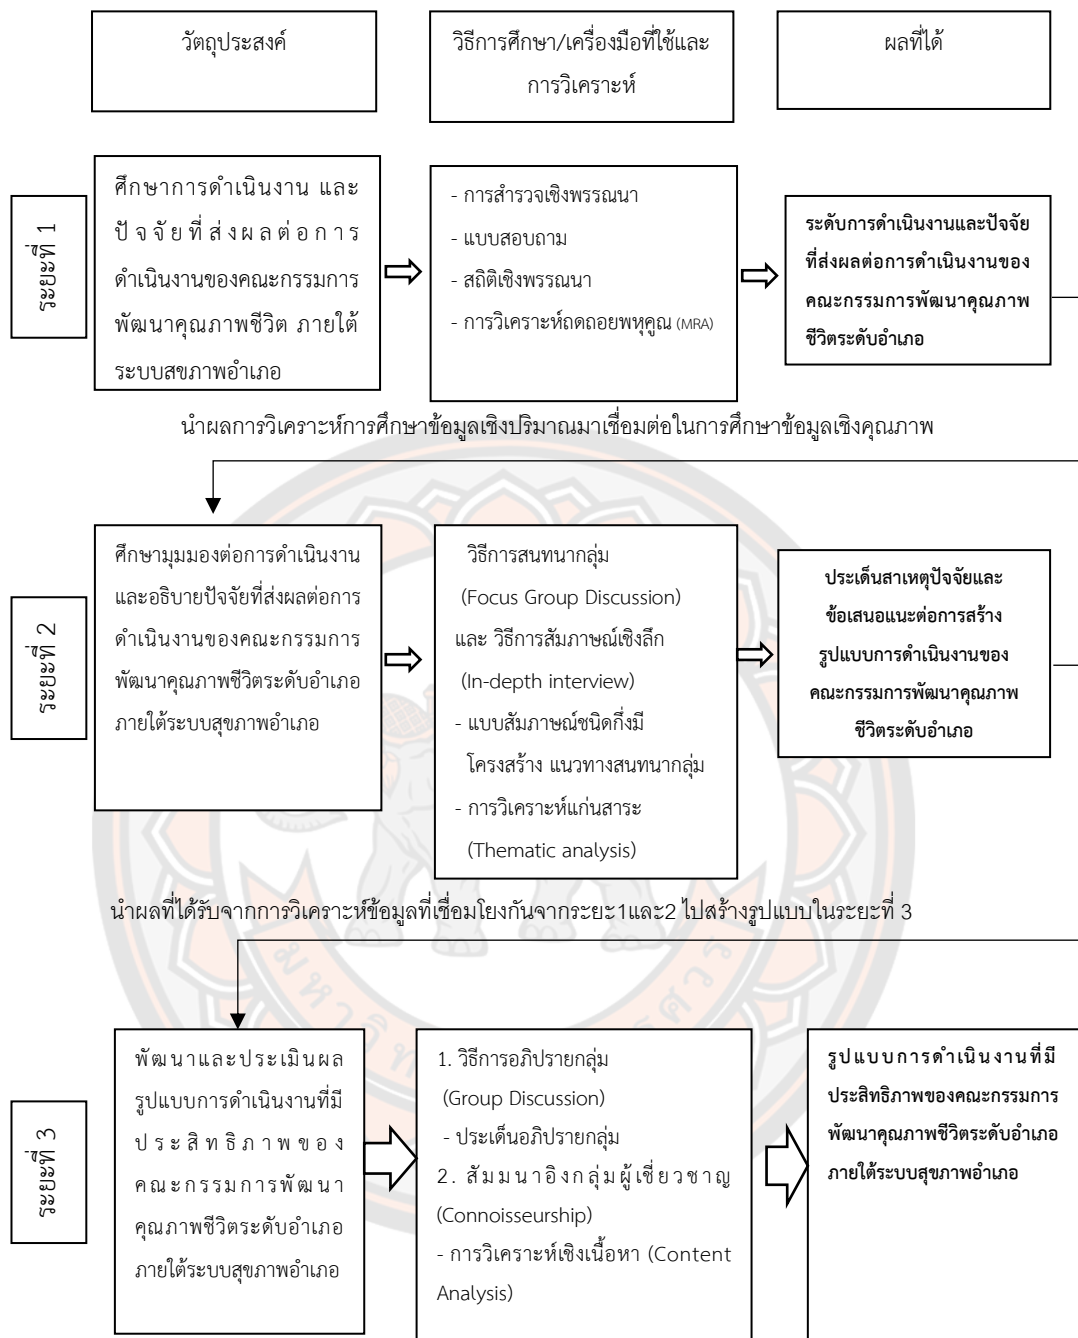 วัตถุประสงค์
วิธีการศึกษา/เครื่องมือที่ใช้และ
การวิเคราะห์
ผลที่ได้
ระยะที่ 1
ศึกษาการดำเนินงาน และ
ปัจจัยที่ส่งผลต่อการ
ดำเนินงานของคณะกรรมการ
พัฒนาคุณภาพชีวิต ภายใต้
ระบบสขภาพอำเภอ
- การสำรวจเชิงพรรณนา
- แบบสอบถาม
- สถิติเชิงพรรณนา
- การวิเคราะห์ถดถอยพหุคูณ (MRA)
ระดับการดำเนินงานและปัจจัย
ที่ส่งผลต่อการดำเนินงานของ
คณะกรรมการพัฒนาคุณภาพ
ชีวิตระดับอำเภอ
นำผลการวิเคราะห์การศึกษาข้อมูลเชิงปริมาณมาเชื่อมต่อในการศึกษาข้อมูลเชิงคุณภาพ
ระยะที่ 2
ศึกษามุมมองต่อการดำเนินงาน
และอธิบายปัจจัยที่ส่งผลต่อการ
ดำเนินงานของคณะกรรมการ
พัฒนาคุณภาพชีวิตระดับอำเภอ
ภายใต้ระบบสุขภาพอำเภอ
วิธีการสนทนากลุ่ม
(Focus Group Discussion)
และ วิธีการสัมภาษณ์เชิงลึก
(In-depth interview)
- แบบสัมภาษณ์ชนิดกึ่งมี
โครงสร้าง แนวทางสนทนากลุ่ม
- การวิเคราะห์แก่นสาระ
(Thematic analysis)
ประเด็นสาเหตุปัจจัยและ
ข้อเสนอแนะต่อการสร้าง
รูปแบบการดำเนินงานของ
คณะกรรมการพัฒนาคุณภาพ
ชีวิตระดับอำเภอ
นำผลที่ได้รับจากการวิเคราะห์ข้อมูลที่เชื่อมโยงกันจากระยะ1และ2 ไปสร้างรูปแบบในระยะที่ 3
ระยะที่ 3
พัฒนาและประเมินผล
รูปแบบการดำเนินงานที่มี
ประสิทธิภาพของ
คณะกรรมการพัฒนา
คุณภาพชีวิตระดับอำเภอ
ภายใต้ระบบสุขภาพอำเภอ
1. วิธีการอภิปรายกลุ่ม
(Group Discussion)
- ประเด็นอภิปรายกลุ่ม
2. สัมมนาอิงกลุ่มผู้เชี่ยวชาญ
(Connoisseurship)
- การวิเคราะห์เชิงเนื้อหา (Content
Analysis)
รูปแบบการดำเนินงานที่มี
ประสิทธิภาพของคณะกรรมการ
พัฒนาคุณภาพชีวิตระดับอำเภอ
ภายใต้ระบบสุขภาพอำเภอ